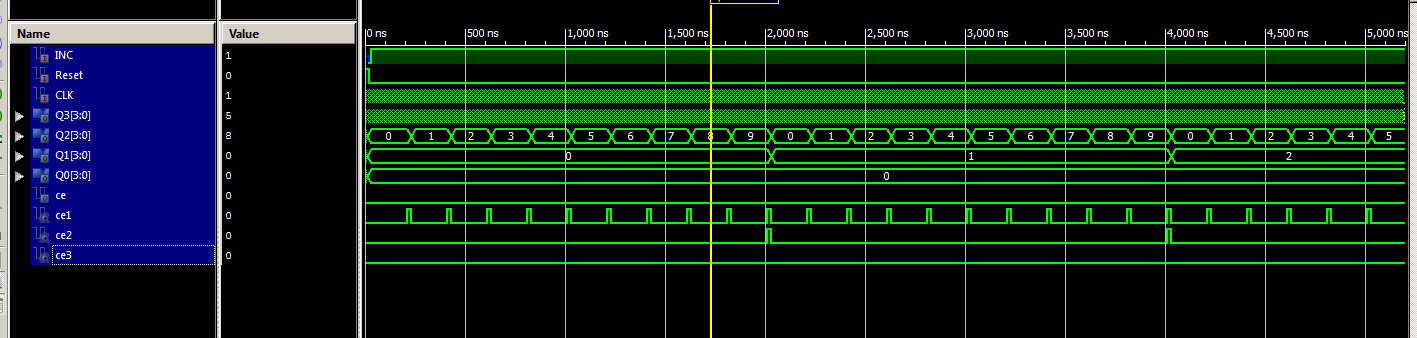 Name Value
0 ns 500 ns 1,000 ns 1,500 ns 2,000 ns 2,500 ns 3,000 ns 3,500 ns 4,000 ns 4,500 ns 5,000 ns
INC 1
Reset 0
CLK 1
Q3[3:0] 5
Q2[3:0] 8 0 1 2 3 4 5 6 7 8 9 0 1 2 3 4 5 6 7 8 9 0 1 2 3 4 5
Q1[3:0] 0 0 1 2
Q0[3:0] 0 0
ce 0
ce1 0
ce2 0
ce3 0